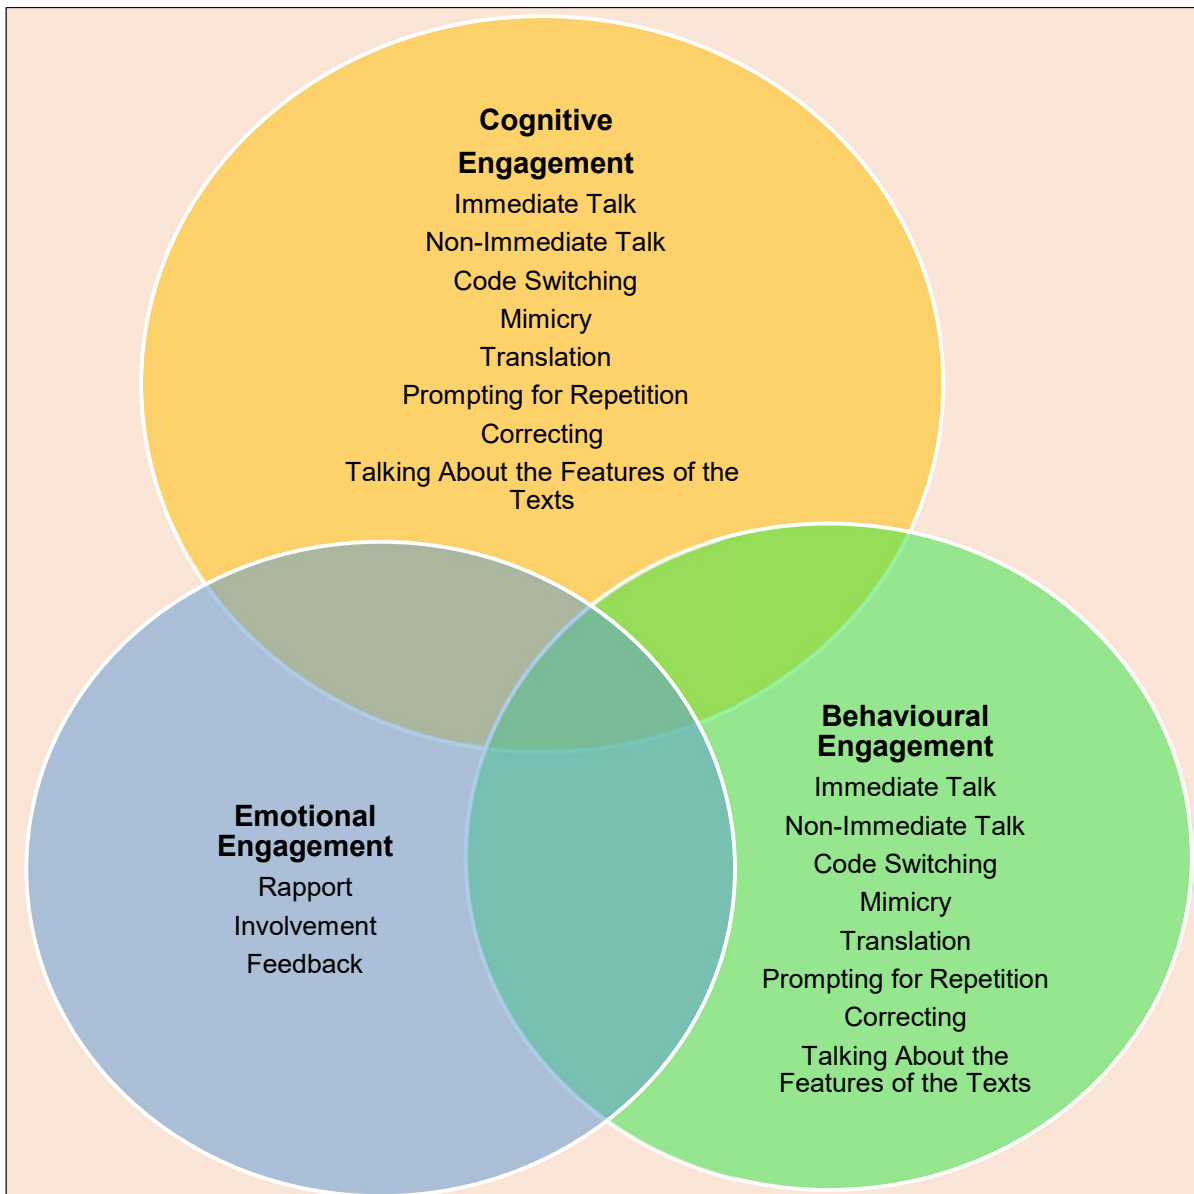 Cognitive
Engagement
Immediate Talk
Non-Immediate Talk
Code Switching
Mimicry
Translation
Prompting for Repetition
Correcting
Talking About the Features of the
Texts
Behavioural
Engagement
Immediate Talk
Non-Immediate Talk
Code Switching
Mimicry
Translation
Prompting for Repetition
Correcting
Talking About the
Features of the Texts
Emotional
Engagement
Rapport
Involvement
Feedback